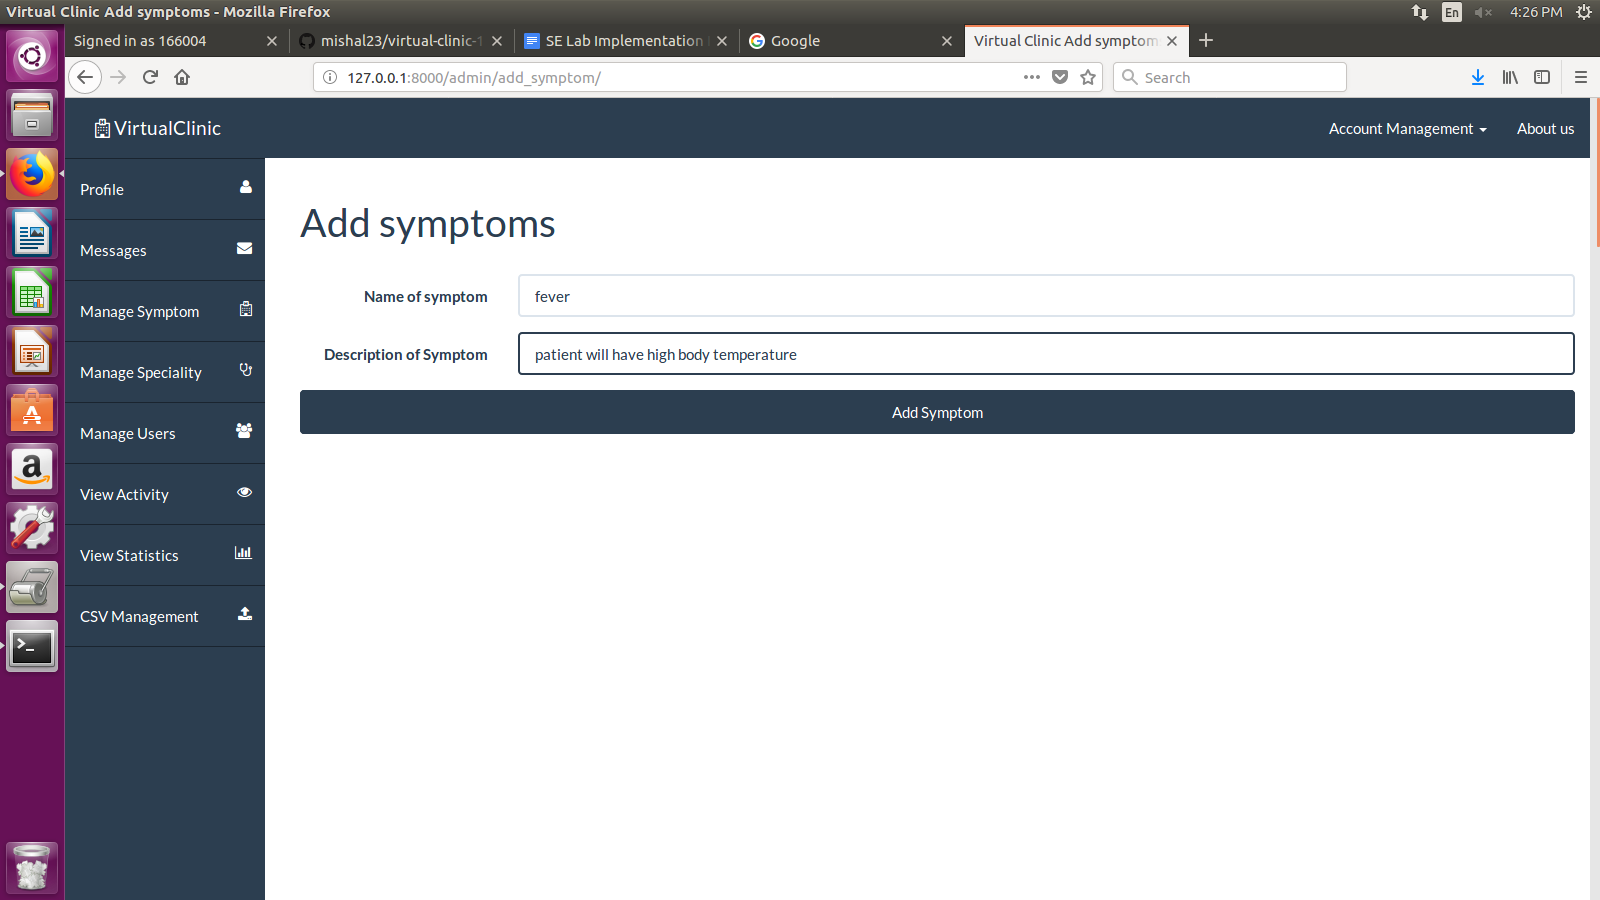 Virtual Clinic Add symptoms - Mozilla Firefox
En
4:26 PM
Signed in as 166004
mishal23/virtual-clinic-1
SE Lab Implementation
Google
Virtual Clinic Add symptom
127.0.0.1:8000/admin/add_symptom/
Search
VirtualClinic
Account Management
About us
Profile
Messages
Manage Symptom
Manage Speciality
Manage Users
View Activity
View Statistics
CSV Management
Add symptoms
Name of symptom
fever
Description of Symptom
patient will have high body temperature
Add Symptom